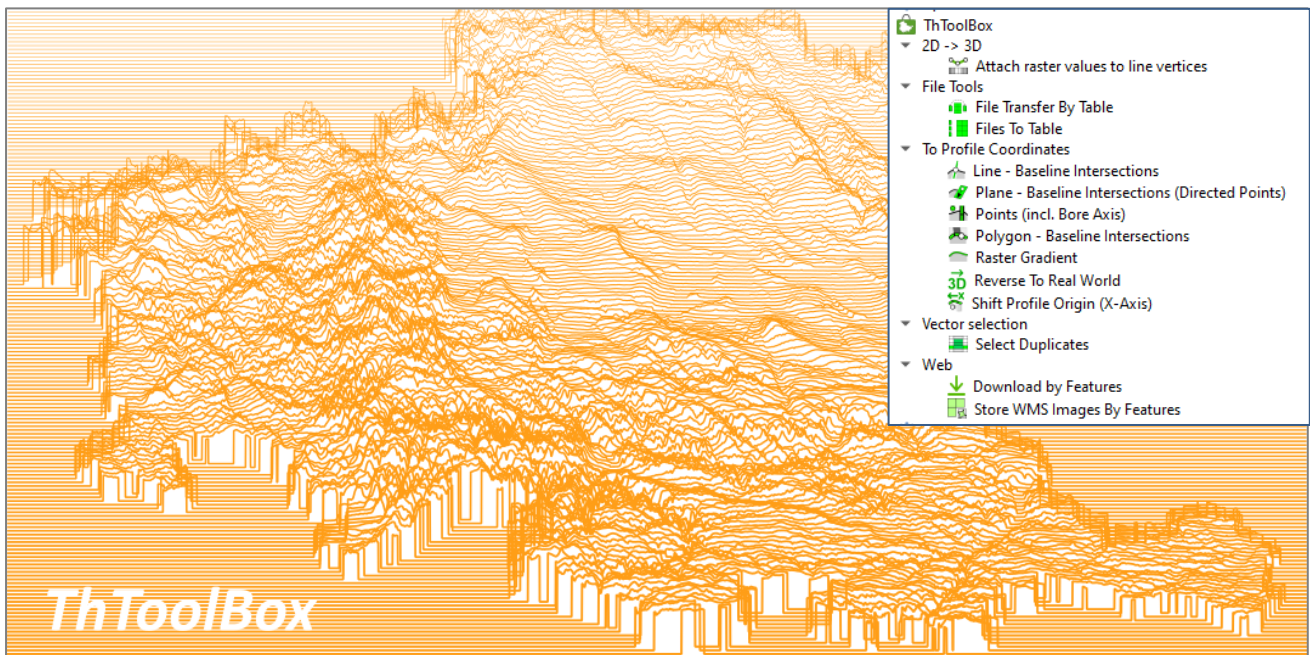 ThToolBox
2D -> 3D
Attach raster values to line vertices
File Tools
File Transfer By Table
Files To Table
To Profile Coordinates
Line - Baseline Intersections
Plane - Baseline Intersections (Directed Points)
Points (incl. Bore Axis)
Polygon - Baseline Intersections
Raster Gradient
3D Reverse To Real World
Shift Profile Origin (X-Axis)
Vector selection
Select Duplicates
Web
Download by Features
Store WMS Images By Features
ThToolBox